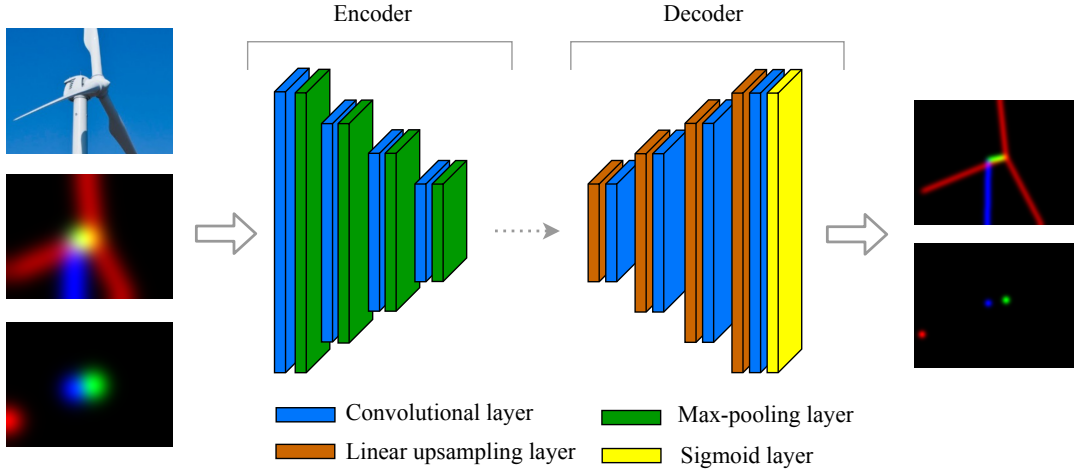 Encoder
Decoder
Convolutional layer
Max-pooling layer
Linear upsampling layer
Sigmoid layer